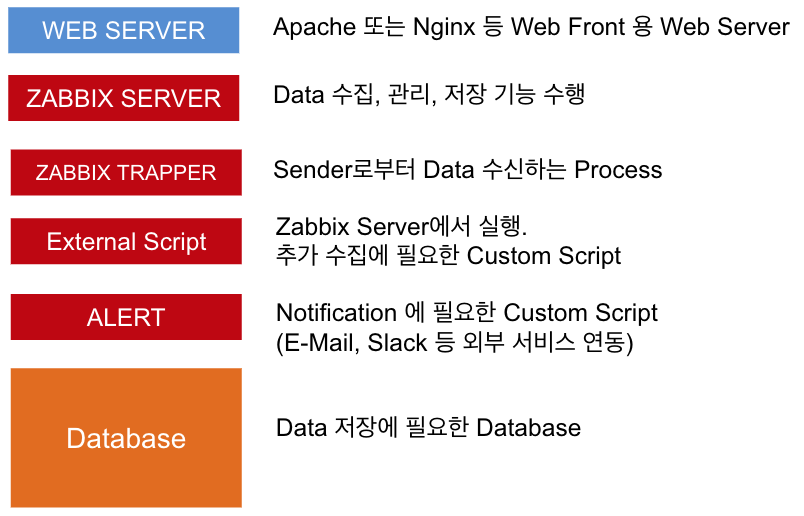 WEB SERVER
Apache 또는 Nginx 등 Web Front 용 Web Server
ZABBIX SERVER
Data 수집, 관리, 저장 기능 수행
ZABBIX TRAPPER
Sender로부터 Data 수신하는 Process
External Script
Zabbix Server에서 실행.
추가 수집에 필요한 Custom Script
ALERT
Notification 에 필요한 Custom Script
(E-Mail, Slack 등 외부 서비스 연동)
Database
Data 저장에 필요한 Database